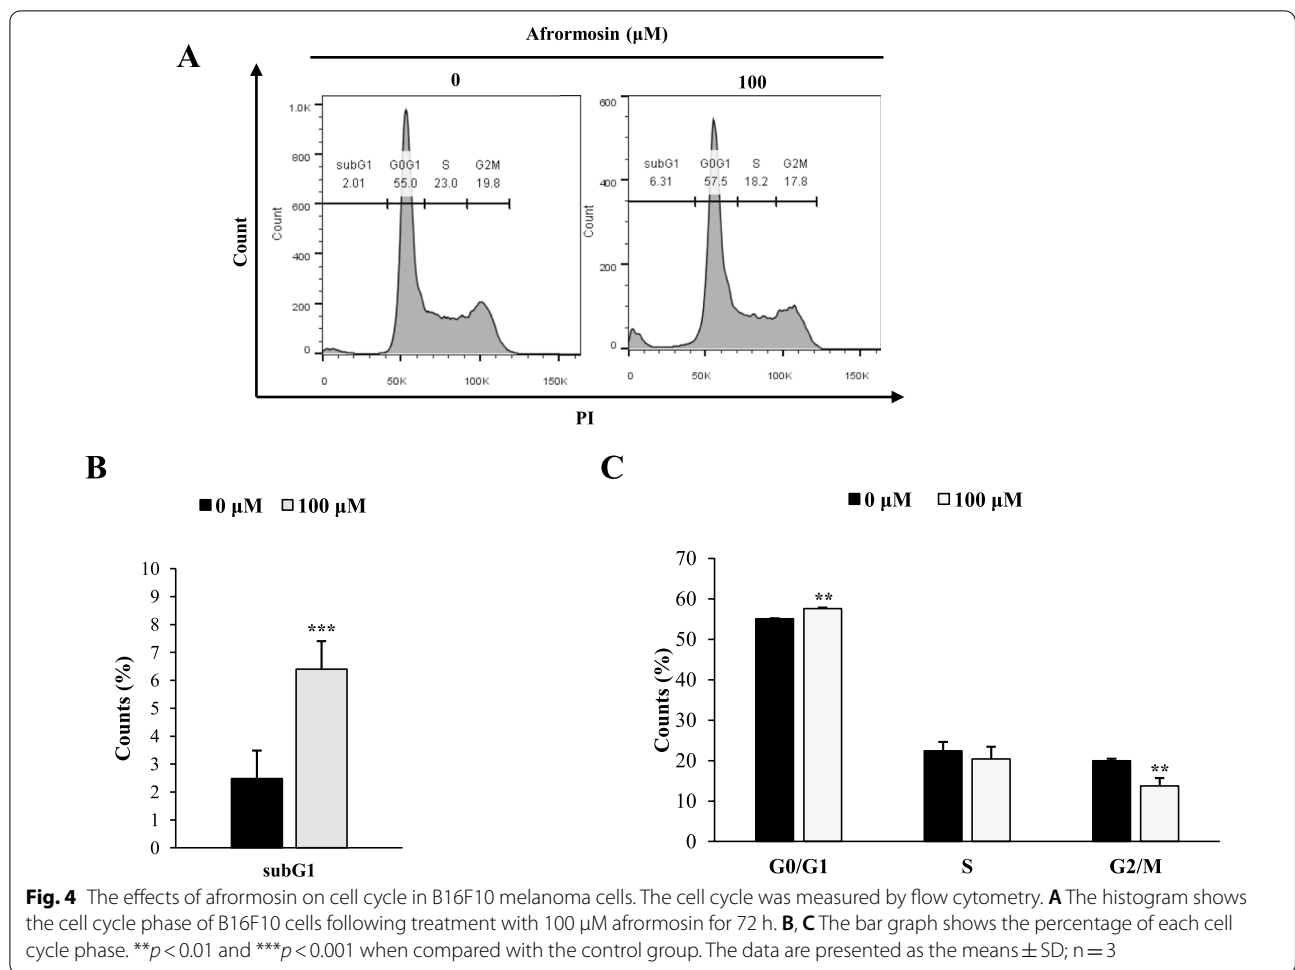 Afrormosin (µM)
A
0
100
1.0K
800
600
400
200
0
Count
subG1 G0G1 S G2M
2.01 55.0 23.0 19.8
0 50K 100K 150K
600
400
200
0
Count
subG1 G0G1 S G2M
6.31 57.5 18.2 17.8
0 50K 100K 150K
Count
PI
B
0 µM 100 µM
10
9
8
7
6
5
4
3
2
1
0
Counts (%)
***
subG1
C
0 µM 100 µM
70
60
50
40
30
20
10
0
Counts (%)
**
**
G0/G1 S G2/M
Fig. 4 The effects of afrormosin on cell cycle in B16F10 melanoma cells. The cell cycle was measured by flow cytometry. A The histogram shows
the cell cycle phase of B16F10 cells following treatment with 100 µM afrormosin for 72 h. B, C The bar graph shows the percentage of each cell
cycle phase. **p < 0.01 and ***p < 0.001 when compared with the control group. The data are presented as the means ± SD; n = 3